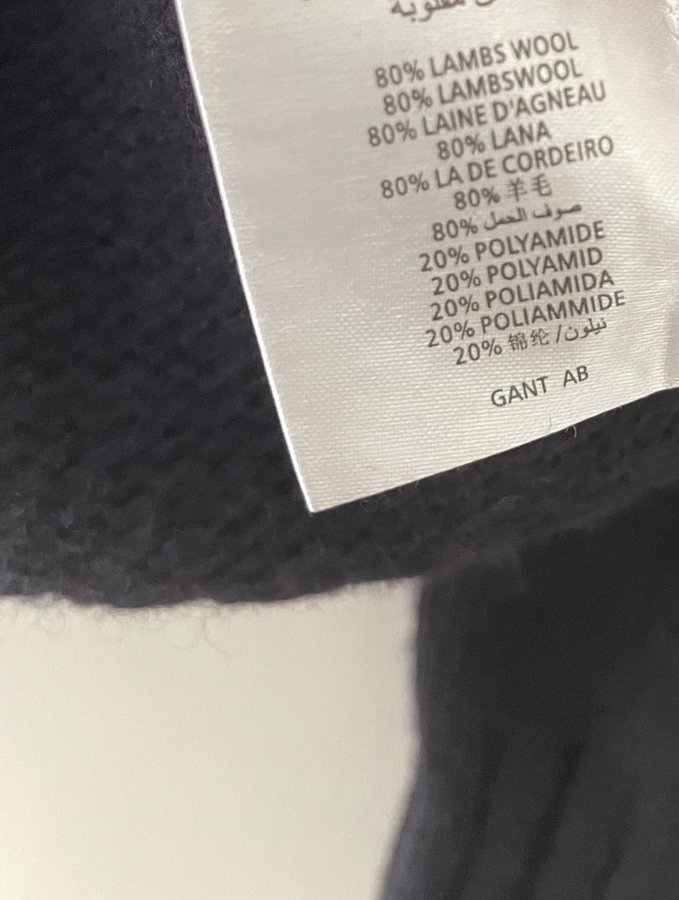 80% LAMBS WOOL
80% LAMBSWOOL
80% LAINE D'AGNEAU
80% LANA
80% LA DE CORDEIRO
80% 羊毛
80% صوف الحمل
20% POLYAMIDE
20% POLYAMID
20% POLIAMIDA
20% POLIAMMIDE
20% 锦纶 /نيلون
GANT AB